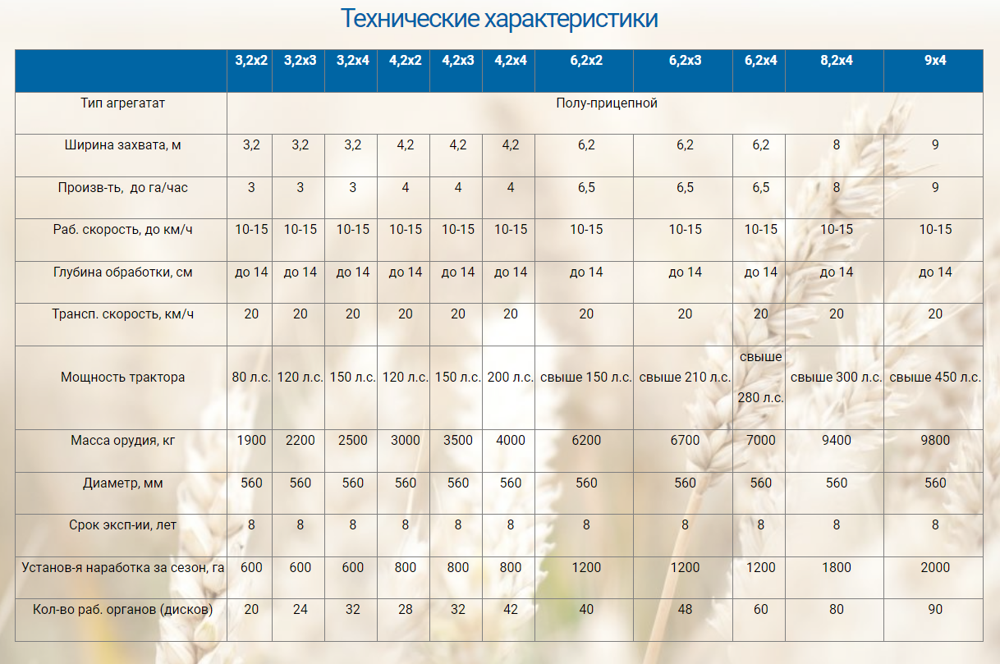 Технические характеристики
3,2х2 3,2х3 3,2х4 4,2х2 4,2х3 4,2х4 6,2х2 6,2х3 6,2х4 8,2х4 9х4
Тип агрегатат Полу-прицепной
Ширина захвата, м 3,2 3,2 3,2 4,2 4,2 4,2 6,2 6,2 6,2 8 9
Произв-ть, до га/час 3 3 3 4 4 4 6,5 6,5 6,5 8 9
Раб. скорость, до км/ч 10-15 10-15 10-15 10-15 10-15 10-15 10-15 10-15 10-15 10-15 10-15
Глубина обработки, см до 14 до 14 до 14 до 14 до 14 до 14 до 14 до 14 до 14 до 14 до 14
Трансп. скорость, км/ч 20 20 20 20 20 20 20 20 20 20 20
Мощность трактора 80 л.с. 120 л.с. 150 л.с. 120 л.с. 150 л.с. 200 л.с. свыше 150 л.с. свыше 210 л.с. свыше 280 л.с. свыше 300 л.с. свыше 450 л.с.
Масса орудия, кг 1900 2200 2500 3000 3500 4000 6200 6700 7000 9400 9800
Диаметр, мм 560 560 560 560 560 560 560 560 560 560 560
Срок эксп-ии, лет 8 8 8 8 8 8 8 8 8 8 8
Установ-я наработка за сезон, га 600 600 600 800 800 800 1200 1200 1200 1800 2000
Кол-во раб. органов (дисков) 20 24 32 28 32 42 40 48 60 80 90